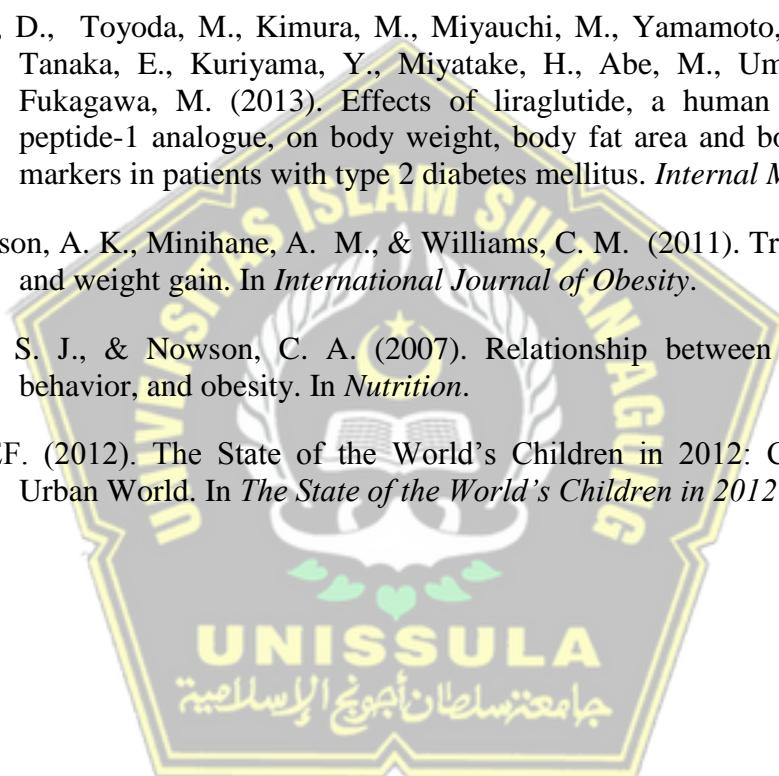 , D., Toyoda, M., Kimura, M., Miyauchi, M., Yamamoto,
Tanaka, E., Kuriyama, Y., Miyatake, H., Abe, M., Um
Fukagawa, M. (2013). Effects of liraglutide, a human
peptide-1 analogue, on body weight, body fat area and bo
markers in patients with type 2 diabetes mellitus. Internal M
son, A. K., Minihane, A. M., & Williams, C. M. (2011). Tr
and weight gain. In International Journal of Obesity.
S. J., & Nowson, C. A. (2007). Relationship between
behavior, and obesity. In Nutrition.
EF. (2012). The State of the World’s Children in 2012: C
Urban World. In The State of the World’s Children in 2012
UNIVERSITAS ISLAM SULTAN AGUNG
UNISSULA
جامعة سلطان أجونج الإسلامية